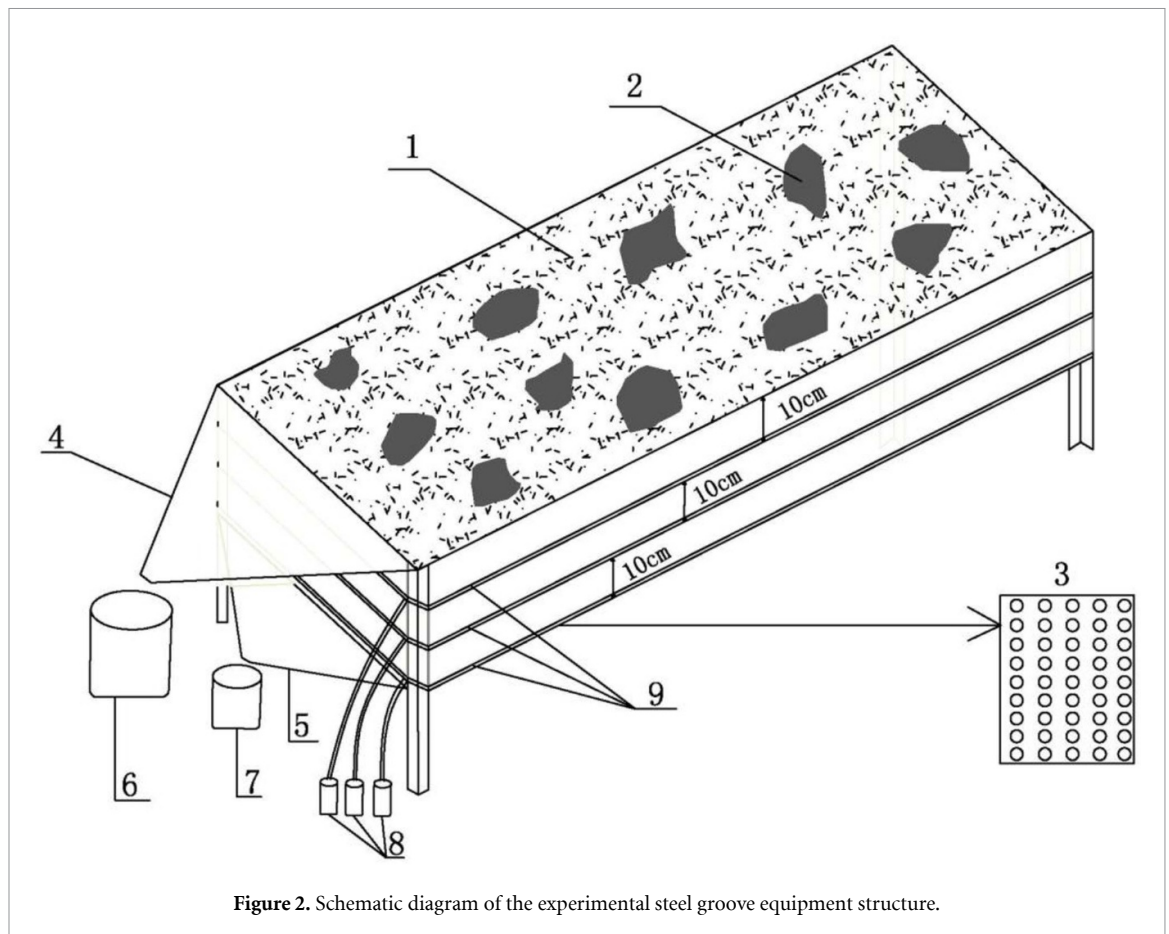 2
1
10cm
4
10cm
10cm
3
9
5
6
7
8
Figure 2. Schematic diagram of the experimental steel groove equipment structure.